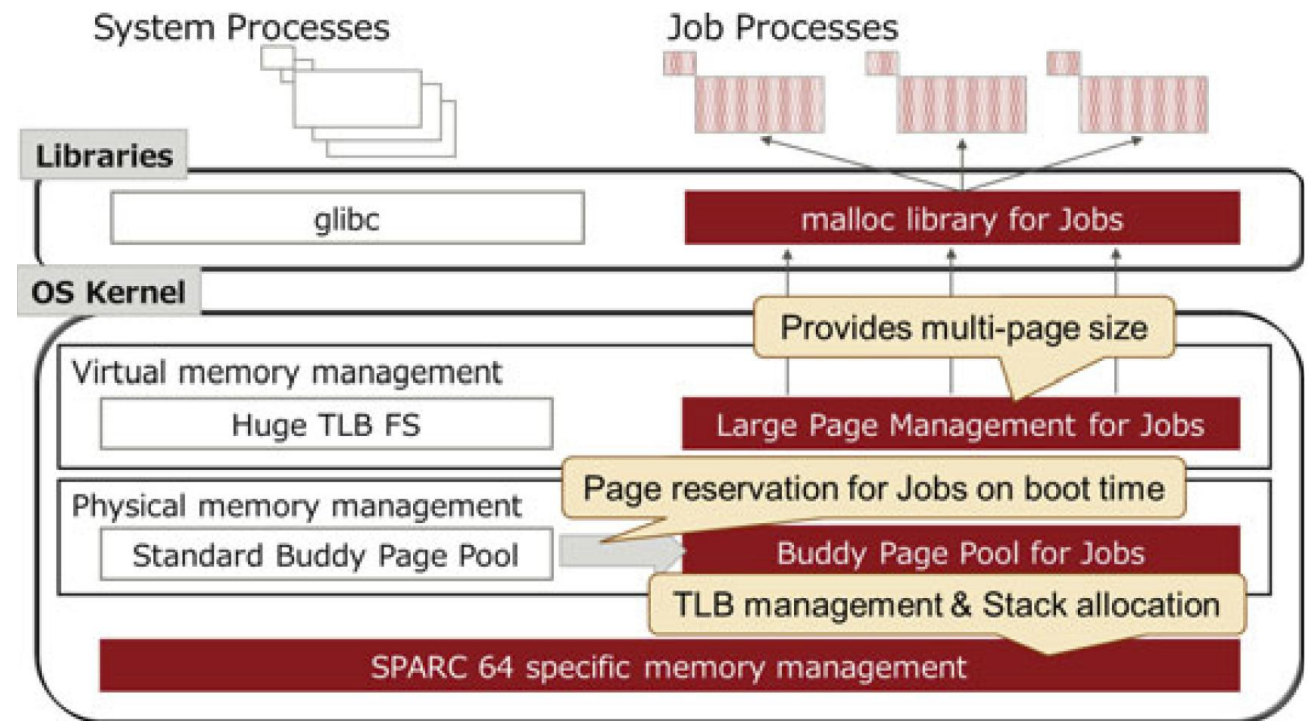 System Processes
Job Processes
Libraries
glibc
malloc library for Jobs
OS Kernel
Provides multi-page size
Virtual memory management
Huge TLB FS
Large Page Management for Jobs
Page reservation for Jobs on boot time
Physical memory management
Standard Buddy Page Pool
Buddy Page Pool for Jobs
TLB management & Stack allocation
SPARC 64 specific memory management